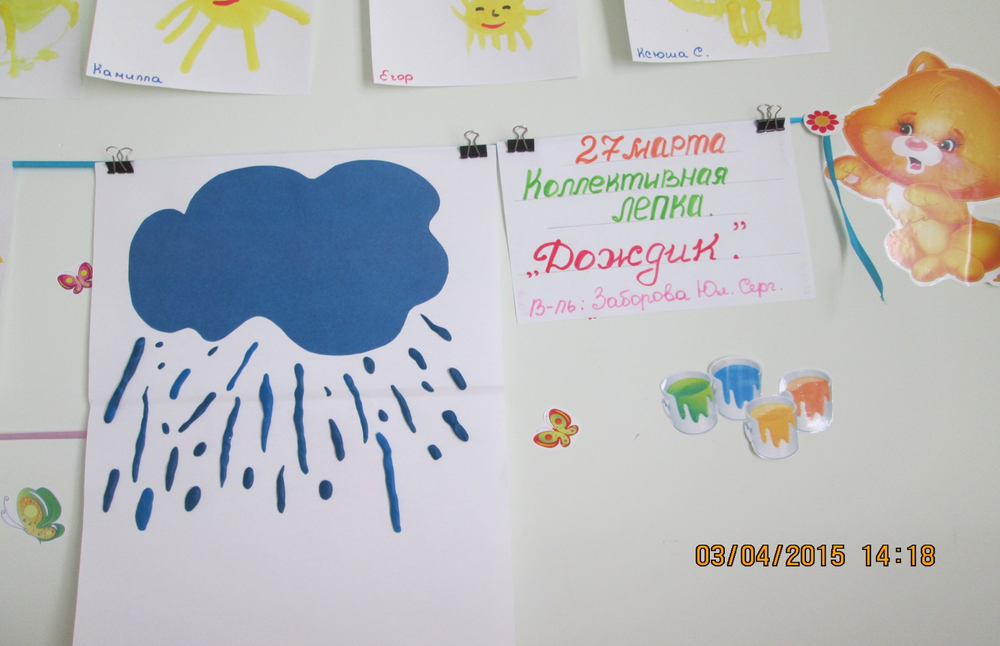 Камилла
Егор
Ксюша С.
27 марта
Коллективная
лепка.
„Дождик”.
В-ль: Заборова Юл. Серг.
03/04/2015 14:18